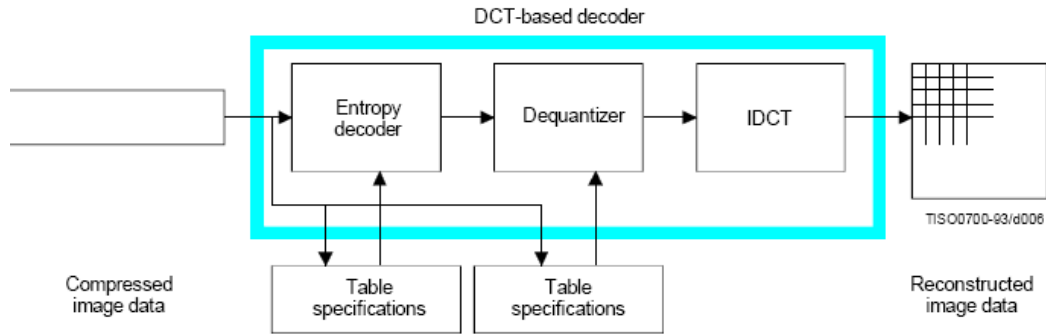 DCT-based decoder
Entropy
decoder
Dequantizer
IDCT
TISO0700-93/d006
Compressed
image data
Table
specifications
Table
specifications
Reconstructed
image data